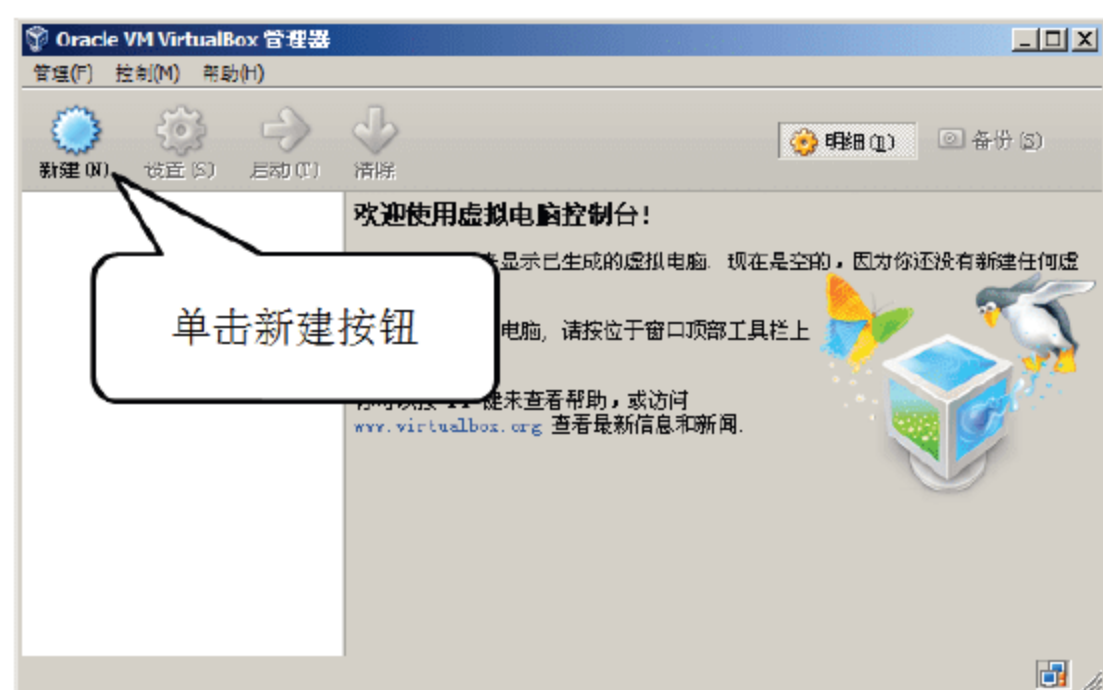 Oracle VM VirtualBox 管理器
管理(F) 控制(M) 帮助(H)
新建(N) 设置(S) 启动(T) 清除 明细(D) 备份(S)
欢迎使用虚拟电脑控制台!
显示已生成的虚拟电脑. 现在是空的,因为你还没有新建任何虚
单击新建按钮
电脑, 请按位于窗口顶部工具栏上
键来查看帮助,或访问
www.virtualbox.org 查看最新信息和新闻.